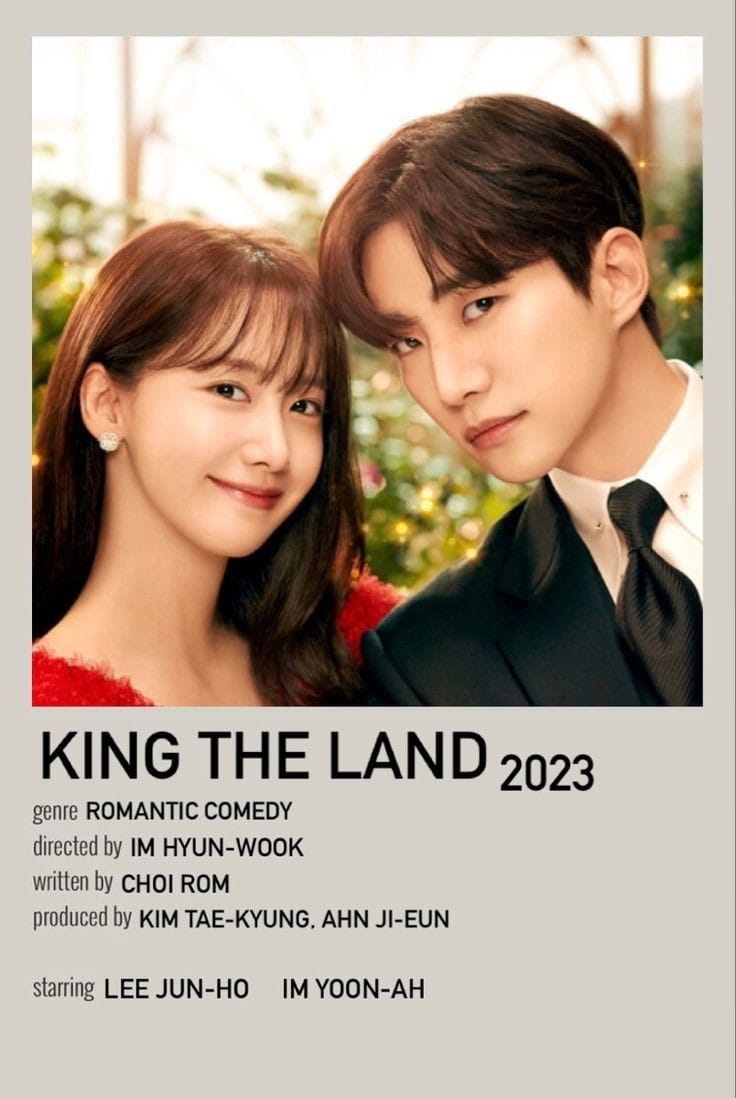 KING THE LAND 2023
genre ROMANTIC COMEDY
directed by IM HYUN-WOOK
written by CHOI ROM
produced by KIM TAE-KYUNG, AHN JI-EUN
starring LEE JUN-HO IM YOON-AH